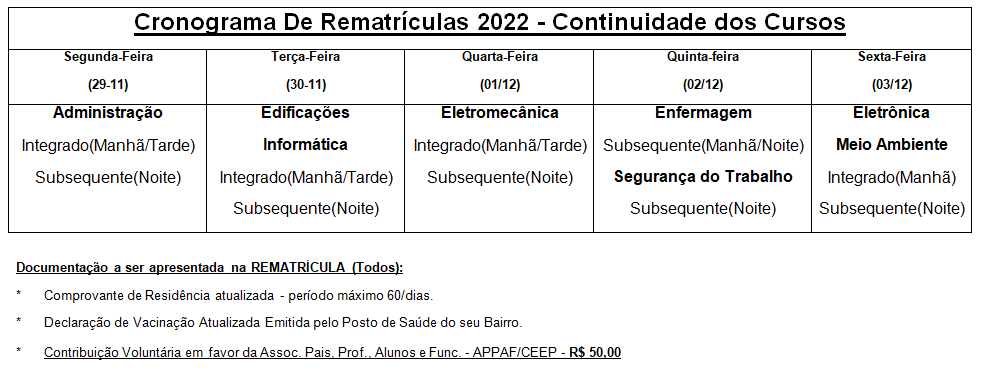 Cronograma De Rematrículas 2022 - Continuidade dos Cursos
Segunda-Feira
(29-11)
Terça-Feira
(30-11)
Quarta-Feira
(01/12)
Quinta-feira
(02/12)
Sexta-Feira
(03/12)
Administração
Integrado(Manhã/Tarde)
Subsequente(Noite)
Edificações
Informática
Integrado(Manhã/Tarde)
Subsequente(Noite)
Eletromecânica
Integrado(Manhã/Tarde)
Subsequente(Noite)
Enfermagem
Subsequente(Manhã/Noite)
Segurança do Trabalho
Subsequente(Noite)
Eletrônica
Meio Ambiente
Integrado(Manhã)
Subsequente(Noite)
Documentação a ser apresentada na REMATRÍCULA (Todos):
* Comprovante de Residência atualizada - período máximo 60/dias.
* Declaração de Vacinação Atualizada Emitida pelo Posto de Saúde do seu Bairro.
* Contribuição Voluntária em favor da Assoc. Pais, Prof., Alunos e Func. - APPAF/CEEP - R$ 50,00